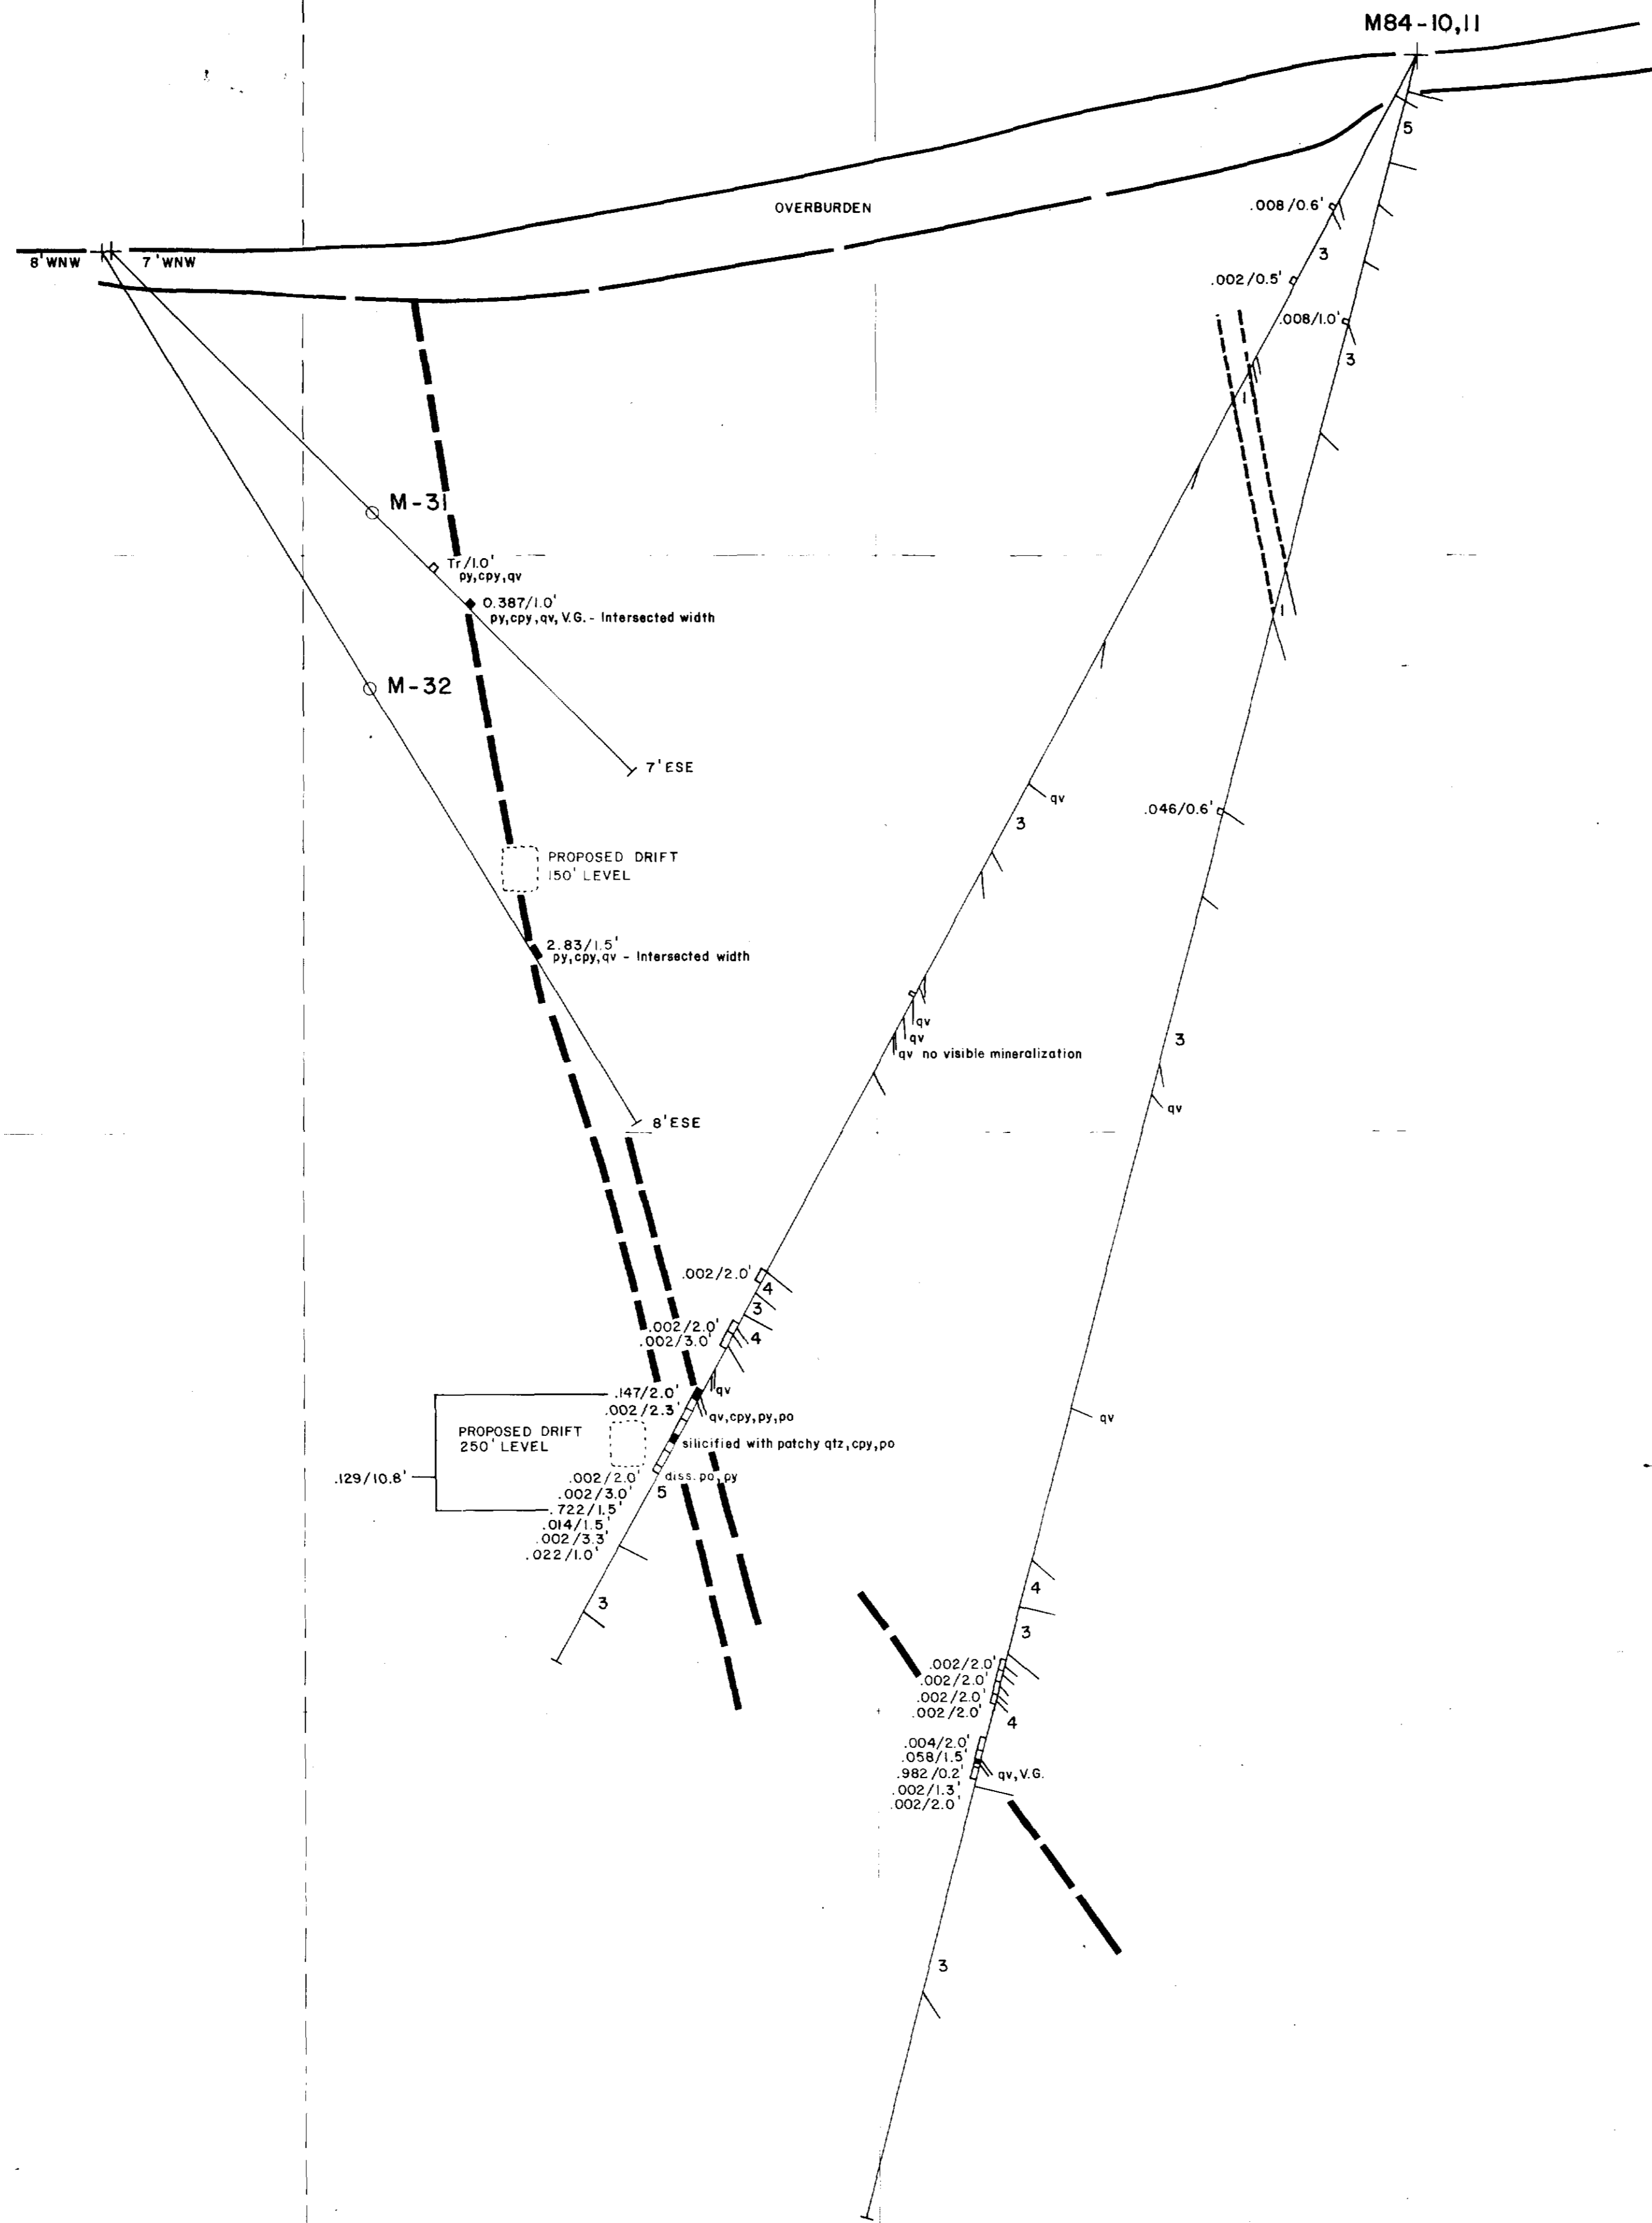 M84-10,11
5
OVERBURDEN
.008/0.6'
3
8'WNW
7'WNW
.002/0.5'
.008/1.0'
3
1
M-31
Tr/1.0'
py,cpy,qv
0.387/1.0'
py,cpy,qv, V.G. - Intersected width
1
M-32
7'ESE
qv
3
.046/0.6'
PROPOSED DRIFT
150' LEVEL
2.83/1.5'
py,cpy,qv - Intersected width
qv
qv
qv no visible mineralization
3
qv
8'ESE
.002/2.0'
4
3
.002/2.0'
.002/3.0'
4
.147/2.0'
qv
.002/2.3'
qv,cpy,py,po
qv
PROPOSED DRIFT
250' LEVEL
silicified with patchy qtz,cpy,po
.129/10.8'
.002/2.0'
diss. po, py
.002/3.0'
5
.722/1.5'
.014/1.5'
.002/3.3'
.022/1.0'
3
4
3
.002/2.0'
.002/2.0'
.002/2.0'
.002/2.0'
4
.004/2.0'
.058/1.5'
.982/0.2'
qv,V.G.
.002/1.3'
.002/2.0'
3